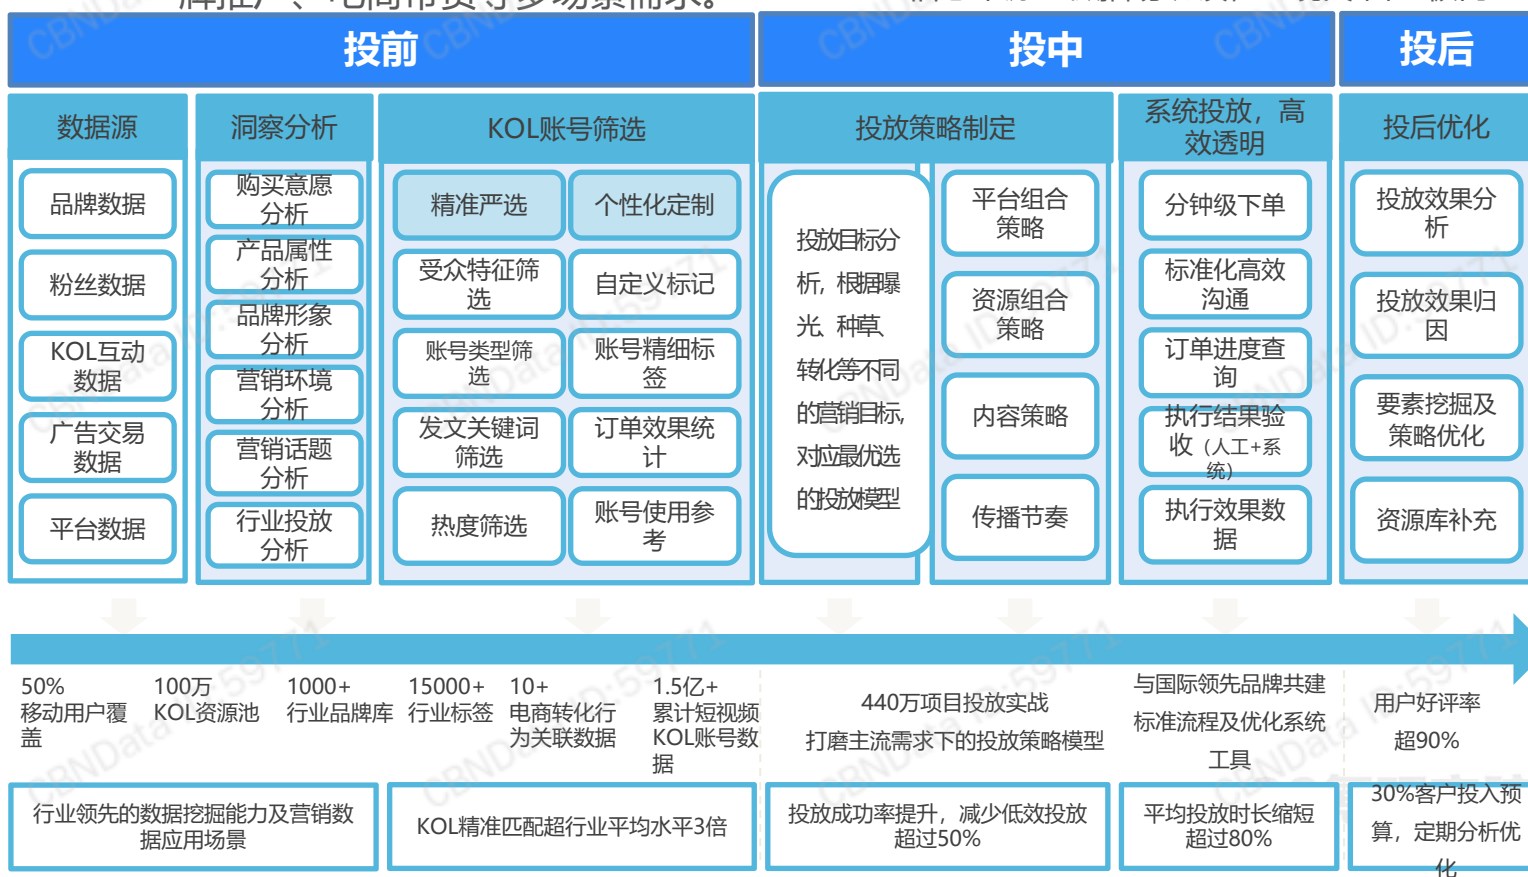 牌推广、电商带货等多场景需求。
投前
投中
投后
数据源
洞察分析
KOL账号筛选
投放策略制定
系统投放，高
效透明
投后优化
品牌数据
粉丝数据
KOL互动
数据
广告交易
数据
平台数据
购买意愿
分析
产品属性
分析
品牌形象
分析
营销环境
分析
营销话题
分析
行业投放
分析
精准严选
个性化定制
受众特征筛
选
自定义标记
账号类型筛
选
账号精细标
签
发文关键词
筛选
订单效果统
计
热度筛选
账号使用参
考
投放目标分
析，根据曝
光、种草、
转化等不同
的营销目标，
对应最优选
的投放模型
平台组合
策略
资源组合
策略
内容策略
传播节奏
分钟级下单
标准化高效
沟通
订单进度查
询
执行结果验
收（人工+系
统）
执行效果数
据
投放效果分
析
投放效果归
因
要素挖掘及
策略优化
资源库补充
50%
移动用户覆
盖
100万
KOL资源池
1000+
行业品牌库
15000+
行业标签
10+
电商转化行
为关联数据
1.5亿+
累计短视频
KOL账号数
据
440万项目投放实战
打磨主流需求下的投放策略模型
与国际领先品牌共建
标准流程及优化系统
工具
用户好评率
超90%
行业领先的数据挖掘能力及营销数
据应用场景
KOL精准匹配超行业平均水平3倍
投放成功率提升，减少低效投放
超过50%
平均投放时长缩短
超过80%
30%客户投入预
算，定期分析优
化
CBNData ID:59771